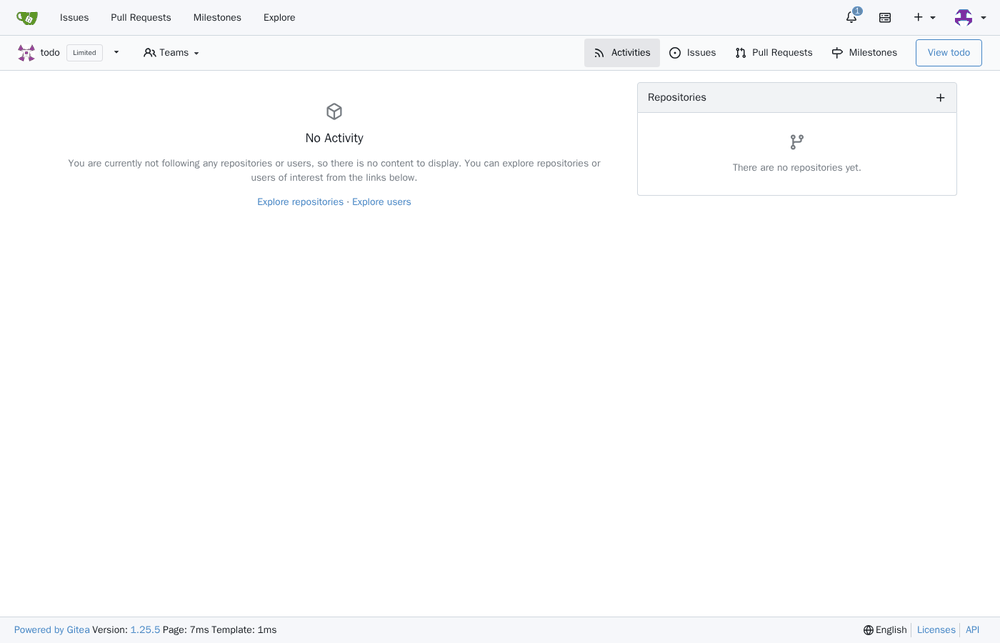 Issues Pull Requests Milestones Explore 1
todo Limited Teams Activities Issues Pull Requests Milestones View todo
No Activity
You are currently not following any repositories or users, so there is no content to display. You can explore repositories or
users of interest from the links below.
Explore repositories · Explore users
Repositories
There are no repositories yet.
Powered by Gitea Version: 1.25.5 Page: 7ms Template: 1ms English Licenses API